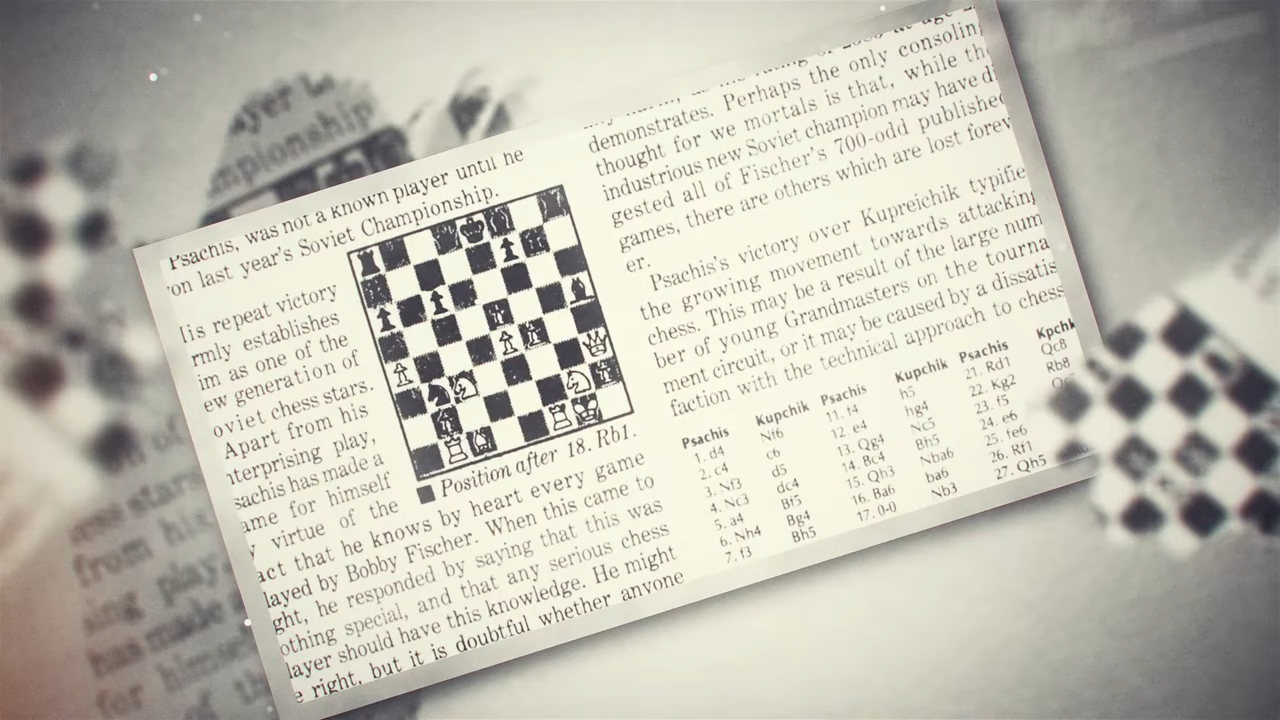 Psachis, was not a known player until he
on last year's Soviet Championship.
is repeat victory
rmly establishes
im as one of the
ew generation of
oviet chess stars.
Apart from his
nterprising play,
sachis has made a
ame for himself
y virtue of the
act that he knows by heart every game
layed by Bobby Fischer. When this came to
ght, he responded by saying that this was
othing special, and that any serious chess
layer should have this knowledge. He might
e right, but it is doubtful whether anyone
Position after 18. Rb1.
demonstrates. Perhaps the only consolin
thought for we mortals is that, while th
industrious new Soviet champion may have di
gested all of Fischer's 700-odd published
games, there are others which are lost forev
er.
Psachis's victory over Kupreichik typifie
the growing movement towards attacking
chess. This may be a result of the large num
ber of young Grandmasters on the tourna
ment circuit, or it may be caused by a dissatis
faction with the technical approach to chess
Psachis Kupchik
1. d4 Nf6
2. c4 c6
3. Nf3 d5
4. Nc3 dc4
5. a4 Bf5
6. Nh4 Bg4
7. f3 Bh5
Psachis Kupchik
11. f4 h5
12. e4 hg4
13. Qg4 Nc5
14. Bc4 Bh5
15. Qh3 Nba6
16. Ba6 ba6
17. 0-0 Nb3
Psachis Kpchk
21. Rd1 Qc8
22. Kg2 Rb8
23. f5
24. e6
25. fe6
26. Rf1
27. Qh5
ayer
mpionship
from his
has made
for himse
of th